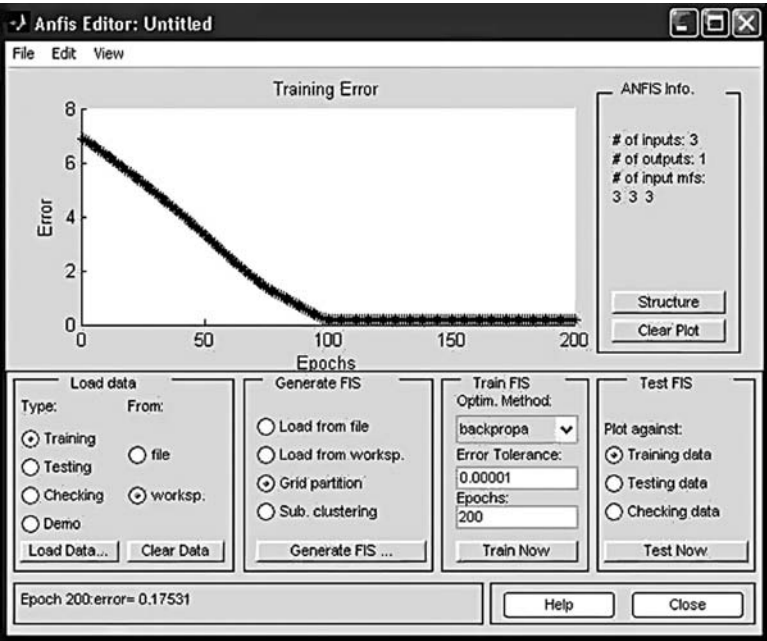 Anfis Editor: Untitled
File Edit View
Training Error
8
6
4
2
0
Error
0 50 100 150 200
Epochs
ANFIS Info.
# of inputs: 3
# of outputs: 1
# of input mfs:
3 3 3
Structure
Clear Plot
Load data
Type: From:
Training
Testing
Checking
Demo
file
worksp.
Load Data... Clear Data
Generate FIS
Load from file
Load from worksp.
Grid partition
Sub. clustering
Generate FIS ...
Train FIS
Optim. Method:
backpropa
Error Tolerance:
0.00001
Epochs:
200
Train Now
Test FIS
Plot against:
Training data
Testing data
Checking data
Test Now
Epoch 200:error= 0.17531
Help Close